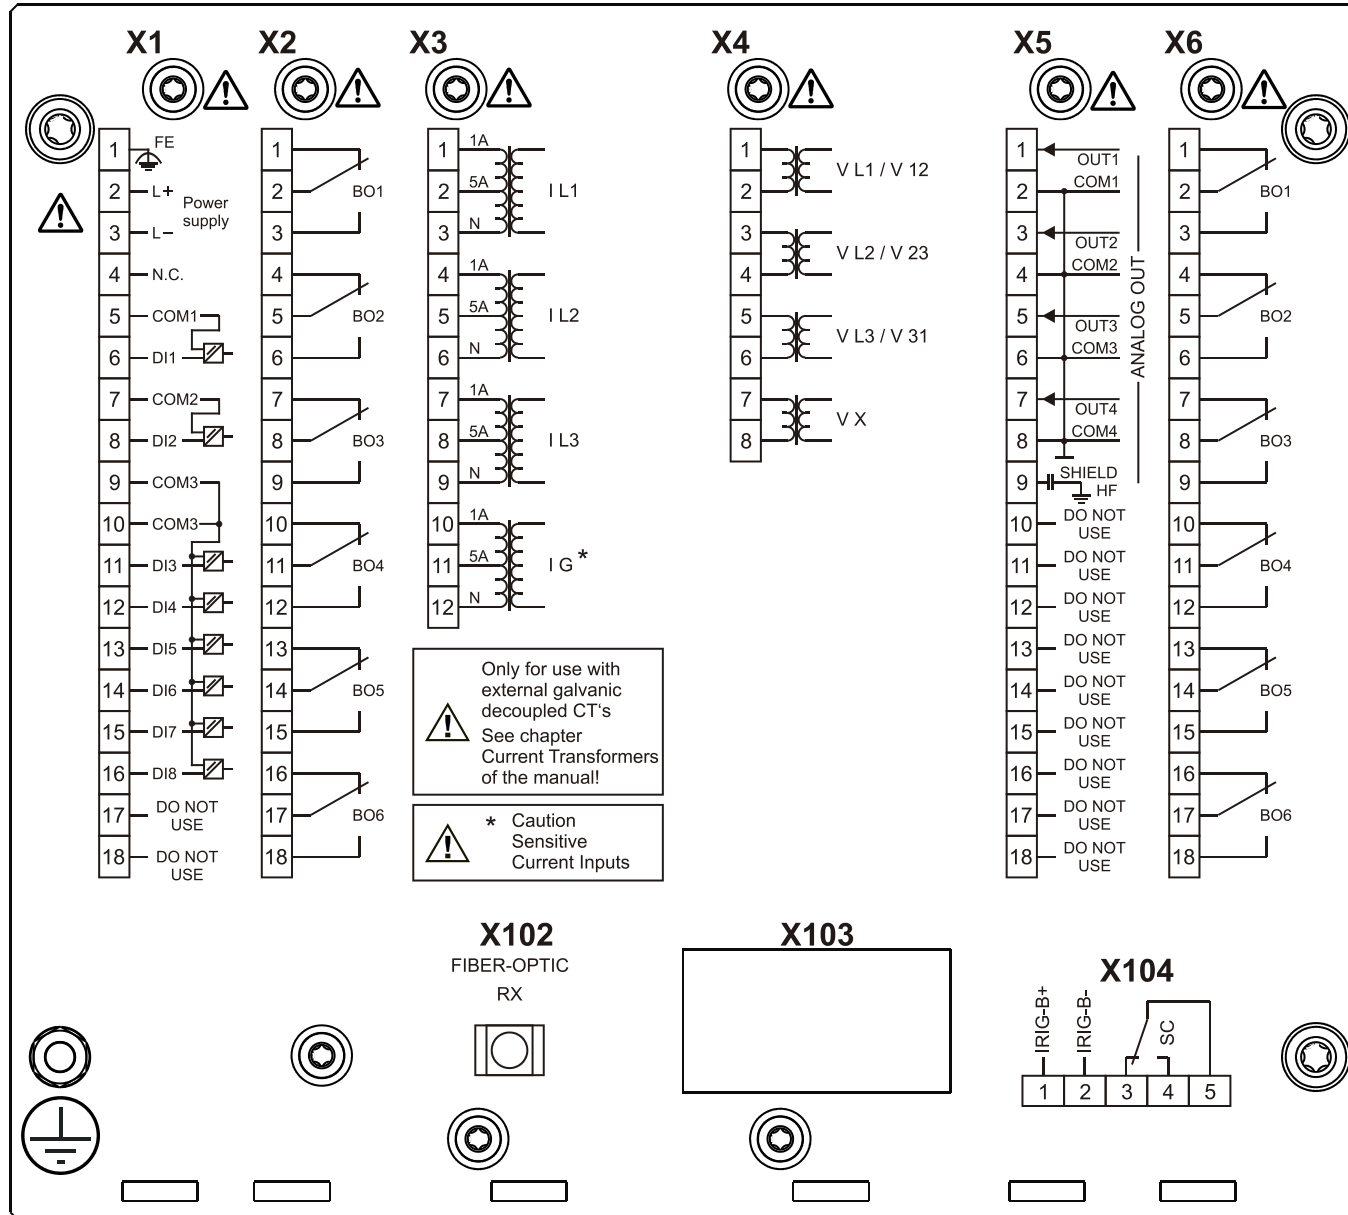 X1
1 FE
2 L+ Power
3 L– supply
4 N.C.
5 COM1
6 DI1
7 COM2
8 DI2
9 COM3
10 COM3
11 DI3
12 DI4
13 DI5
14 DI6
15 DI7
16 DI8
17 DO NOT
USE
18 DO NOT
USE
X2
1
2 BO1
3
4
5 BO2
6
7
8 BO3
9
10
11 BO4
12
13
14 BO5
15
16
17 BO6
18
X3
1 1A
2 5A I L1
3 N
4 1A
5 5A I L2
6 N
7 1A
8 5A I L3
9 N
10 1A
11 5A I G *
12 N
Only for use with
external galvanic
decoupled CT's
See chapter
Current Transformers
of the manual!
* Caution
Sensitive
Current Inputs
X4
1
V L1 / V 12
2
3
V L2 / V 23
4
5
V L3 / V 31
6
7
V X
8
X5
1 OUT1
2 COM1
3 OUT2
4 COM2
5 OUT3
6 COM3
7 OUT4
8 COM4
ANALOG OUT
9 SHIELD
HF
10 DO NOT
USE
11 DO NOT
USE
12 DO NOT
USE
13 DO NOT
USE
14 DO NOT
USE
15 DO NOT
USE
16 DO NOT
USE
17 DO NOT
USE
18 DO NOT
USE
X6
1
2 BO1
3
4
5 BO2
6
7
8 BO3
9
10
11 BO4
12
13
14 BO5
15
16
17 BO6
18
X102
FIBER-OPTIC
RX
X103
X104
IRIG-B+
IRIG-B-
SC
1 2 3 4 5